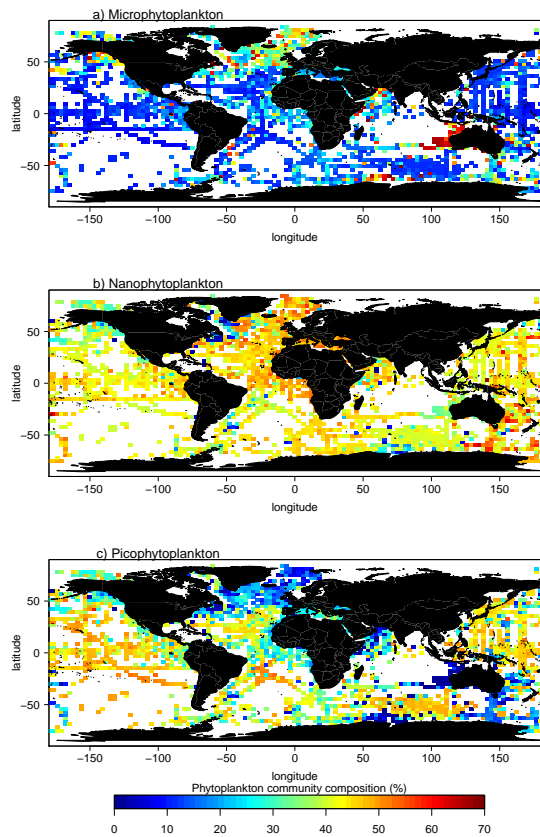 a) Microphytoplankton
latitude
50
0
−50
−150 −100 −50 0 50 100 150
longitude
b) Nanophytoplankton
latitude
50
0
−50
−150 −100 −50 0 50 100 150
longitude
c) Picophytoplankton
latitude
50
0
−50
−150 −100 −50 0 50 100 150
longitude
Phytoplankton community composition (%)
0 10 20 30 40 50 60 70